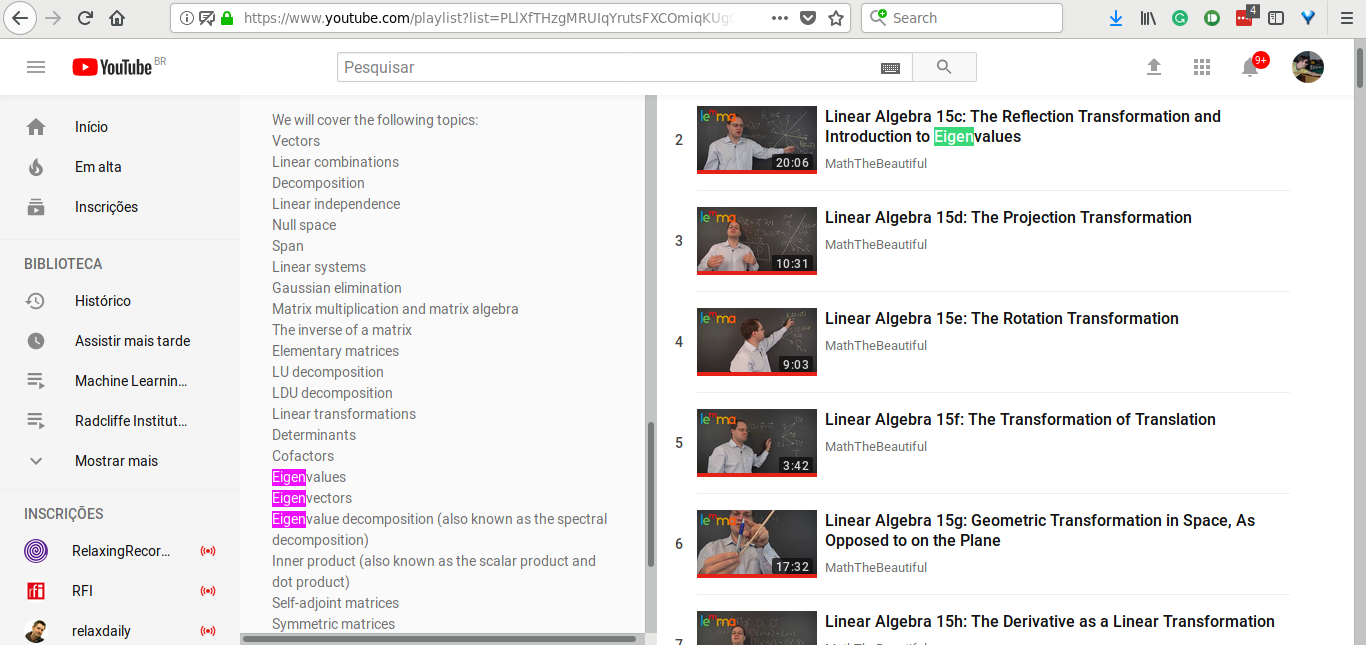 https://www.youtube.com/playlist?list=PLlXfTHzgMRUIqYrutsFXCOmiqKUg
Search
4
YouTube BR
Pesquisar
9+
Início
Em alta
Inscrições
BIBLIOTECA
Histórico
Assistir mais tarde
Machine Learnin...
Radcliffe Institut...
Mostrar mais
INSCRIÇÕES
RelaxingRecor...
RFI
relaxdaily
We will cover the following topics:
Vectors
Linear combinations
Decomposition
Linear independence
Null space
Span
Linear systems
Gaussian elimination
Matrix multiplication and matrix algebra
The inverse of a matrix
Elementary matrices
LU decomposition
LDU decomposition
Linear transformations
Determinants
Cofactors
Eigenvalues
Eigenvectors
Eigenvalue decomposition (also known as the spectral
decomposition)
Inner product (also known as the scalar product and
dot product)
Self-adjoint matrices
Symmetric matrices
2
lemma
20:06
Linear Algebra 15c: The Reflection Transformation and
Introduction to Eigenvalues
MathTheBeautiful
3
lemma
10:31
Linear Algebra 15d: The Projection Transformation
MathTheBeautiful
4
lemma
9:03
Linear Algebra 15e: The Rotation Transformation
MathTheBeautiful
5
lemma
3:42
Linear Algebra 15f: The Transformation of Translation
MathTheBeautiful
6
lemma
17:32
Linear Algebra 15g: Geometric Transformation in Space, As
Opposed to on the Plane
MathTheBeautiful
7
lemma
Linear Algebra 15h: The Derivative as a Linear Transformation